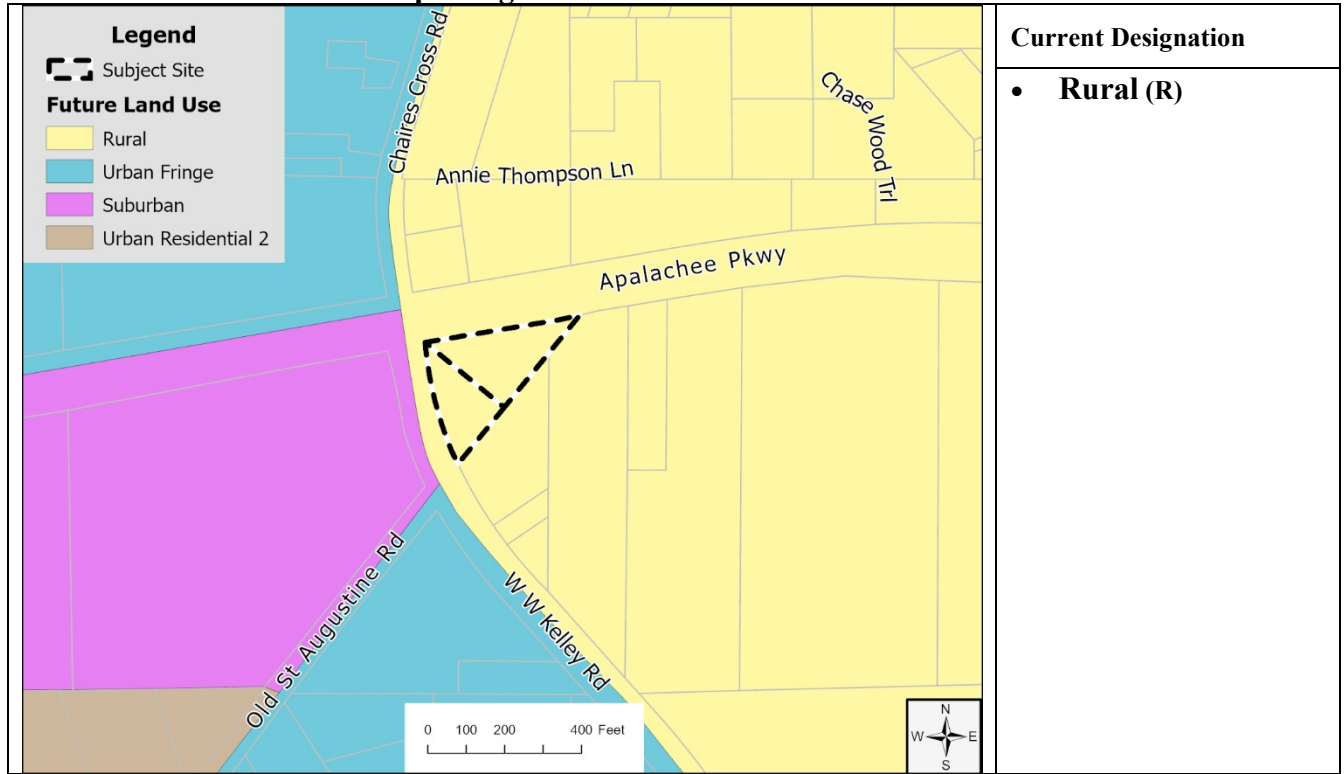 Legend
Subject Site
Future Land Use
Rural
Urban Fringe
Suburban
Urban Residential 2
Chaires Cross Rd
Annie Thompson Ln
Chase Wood Trl
Apalachee Pkwy
Old St Augustine Rd
W W Kelley Rd
0 100 200 400 Feet
N
W E
S
Current Designation
• Rural (R)